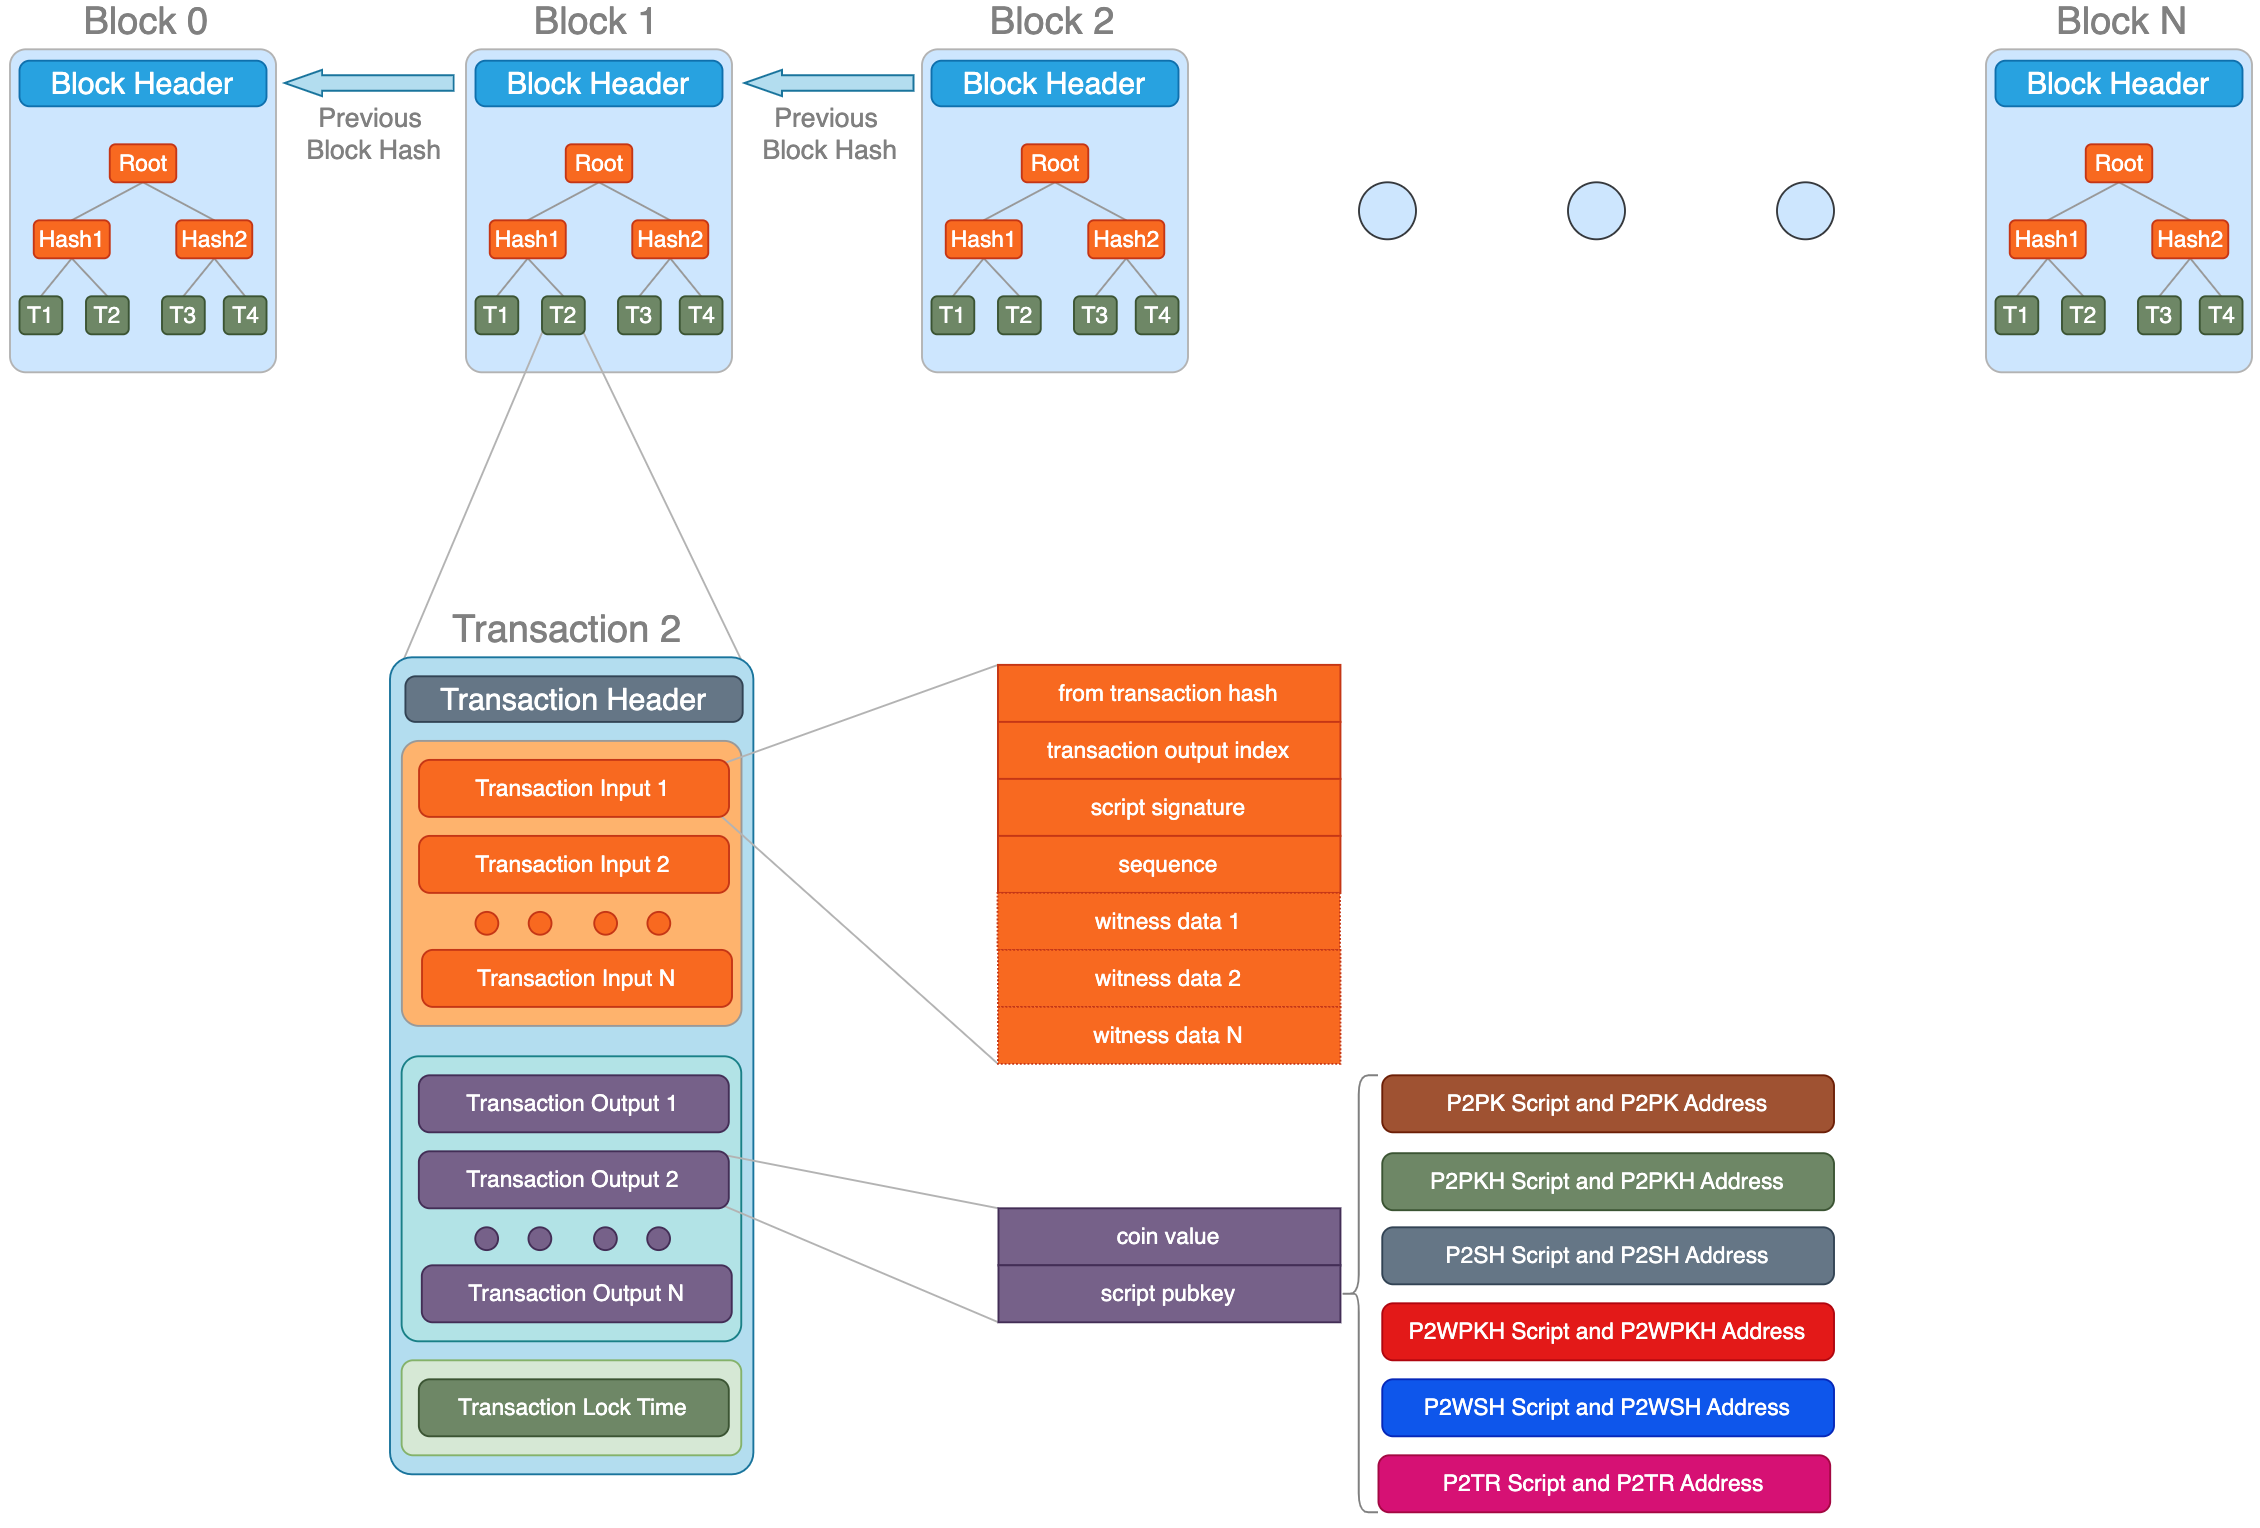 Block 0
Block 1
Block 2
Block N
Block Header
Previous
Block Hash
Block Header
Previous
Block Hash
Block Header
Block Header
Root
Root
Root
Root
Hash1
Hash2
Hash1
Hash2
Hash1
Hash2
Hash1
Hash2
T1
T2
T3
T4
T1
T2
T3
T4
T1
T2
T3
T4
T1
T2
T3
T4
Transaction 2
Transaction Header
Transaction Input 1
Transaction Input 2
Transaction Input N
Transaction Output 1
Transaction Output 2
Transaction Output N
Transaction Lock Time
from transaction hash
transaction output index
script signature
sequence
witness data 1
witness data 2
witness data N
coin value
script pubkey
P2PK Script and P2PK Address
P2PKH Script and P2PKH Address
P2SH Script and P2SH Address
P2WPKH Script and P2WPKH Address
P2WSH Script and P2WSH Address
P2TR Script and P2TR Address